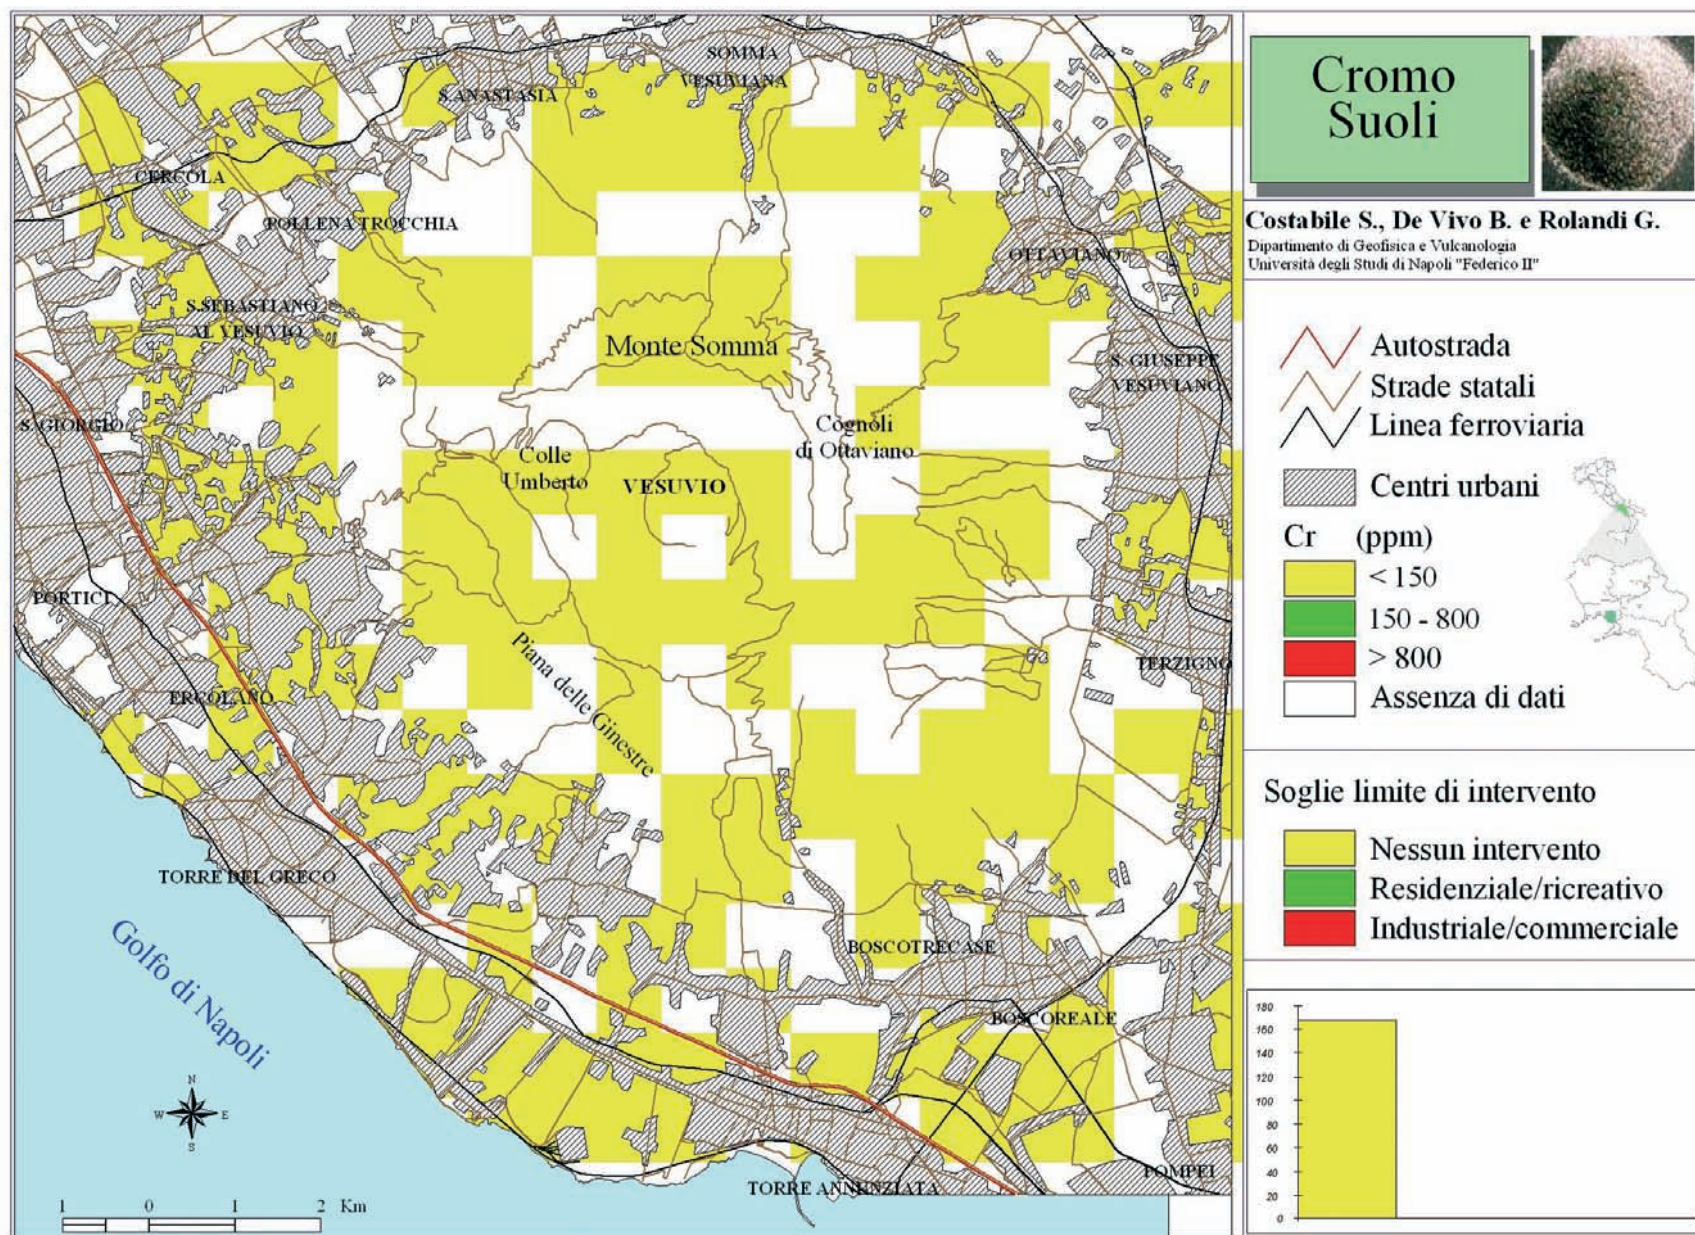 SOMMA
VESUVIANA
S.ANASTASIA
CERCOLA
POLLENA TROCCHIA
OTTAVIANO
S.SEBASTIANO
AL VESUVIO
Monte Somma
S. GIUSEPPE
VESUVIANO
S. GIORGIO
Cognoli
di Ottaviano
Colle
Umberto
VESUVIO
PORTICI
Piana delle Ginestre
TERZIGNO
ERCOLANO
TORRE DEL GRECO
BOSCOTRECASE
Golfo di Napoli
BOSCOREALE
POMPEI
TORRE ANNUNZIATA
N
W E
S
1 0 1 2 Km
Cromo
Suoli
Costabile S., De Vivo B. e Rolandi G.
Dipartimento di Geofisica e Vulcanologia
Università degli Studi di Napoli "Federico II"
Autostrada
Strade statali
Linea ferroviaria
Centri urbani
Cr (ppm)
< 150
150 - 800
> 800
Assenza di dati
Soglie limite di intervento
Nessun intervento
Residenziale/ricreativo
Industriale/commerciale
180
160
140
120
100
80
60
40
20
0